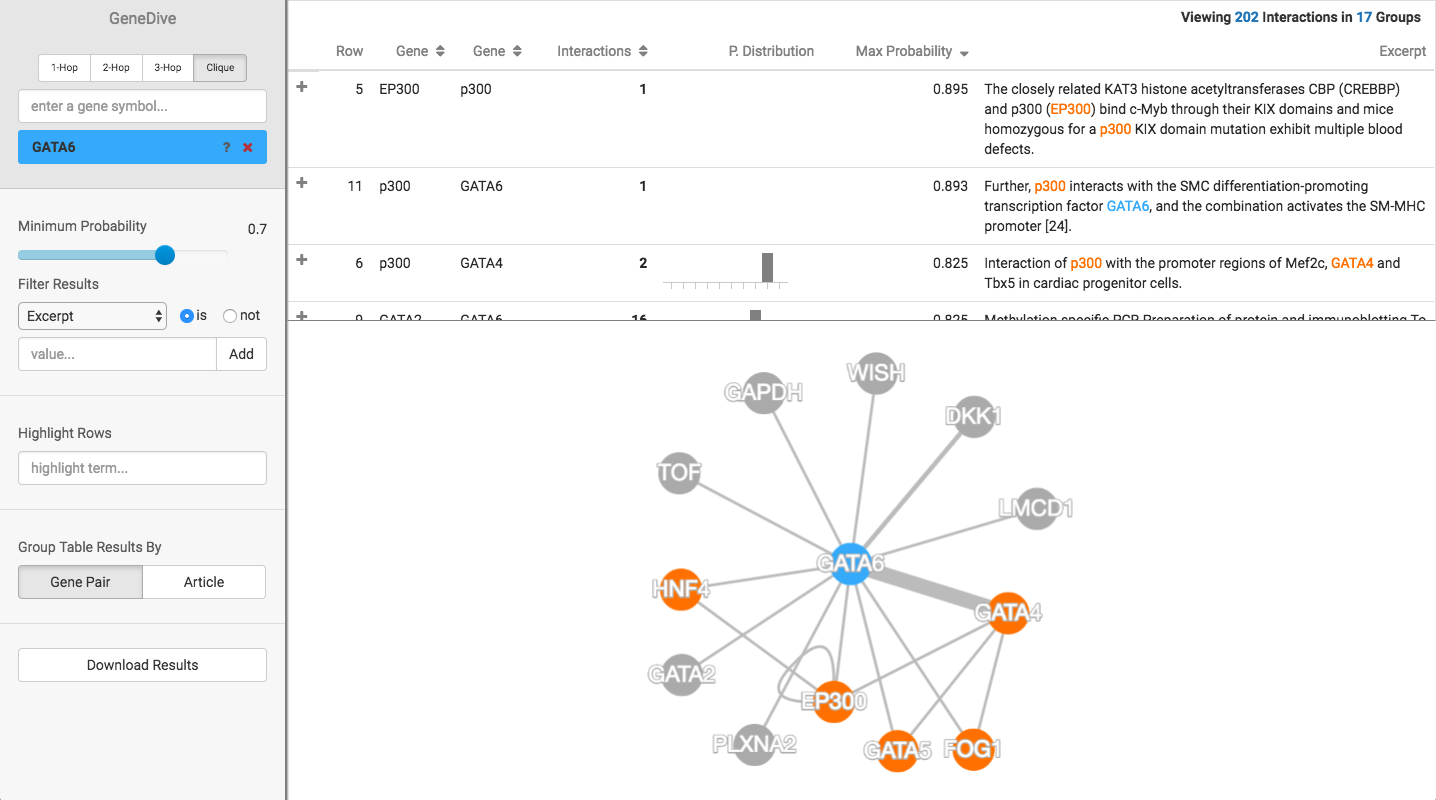 GeneDive
1-Hop 2-Hop 3-Hop Clique
enter a gene symbol...
GATA6 ? ✖
Minimum Probability 0.7
Filter Results
Excerpt is not
value... Add
Highlight Rows
highlight term...
Group Table Results By
Gene Pair Article
Download Results
Viewing 202 Interactions in 17 Groups
Row Gene Gene Interactions P. Distribution Max Probability Excerpt
+ 5 EP300 p300 1 0.895 The closely related KAT3 histone acetyltransferases CBP (CREBBP)
and p300 (EP300) bind c-Myb through their KIX domains and mice
homozygous for a p300 KIX domain mutation exhibit multiple blood
defects.
+ 11 p300 GATA6 1 0.893 Further, p300 interacts with the SMC differentiation-promoting
transcription factor GATA6, and the combination activates the SM-MHC
promoter [24].
+ 6 p300 GATA4 2 0.825 Interaction of p300 with the promoter regions of Mef2c, GATA4 and
Tbx5 in cardiac progenitor cells.
+ 9 GATA2 GATA6 16 0.825 Methylation specific PCR Preparation of protein and immunoblotting To
WISH
GAPDH
DKK1
TOF
LMCD1
GATA6
HNF4
GATA4
GATA2
EP300
PLXNA2
GATA5
FOG1